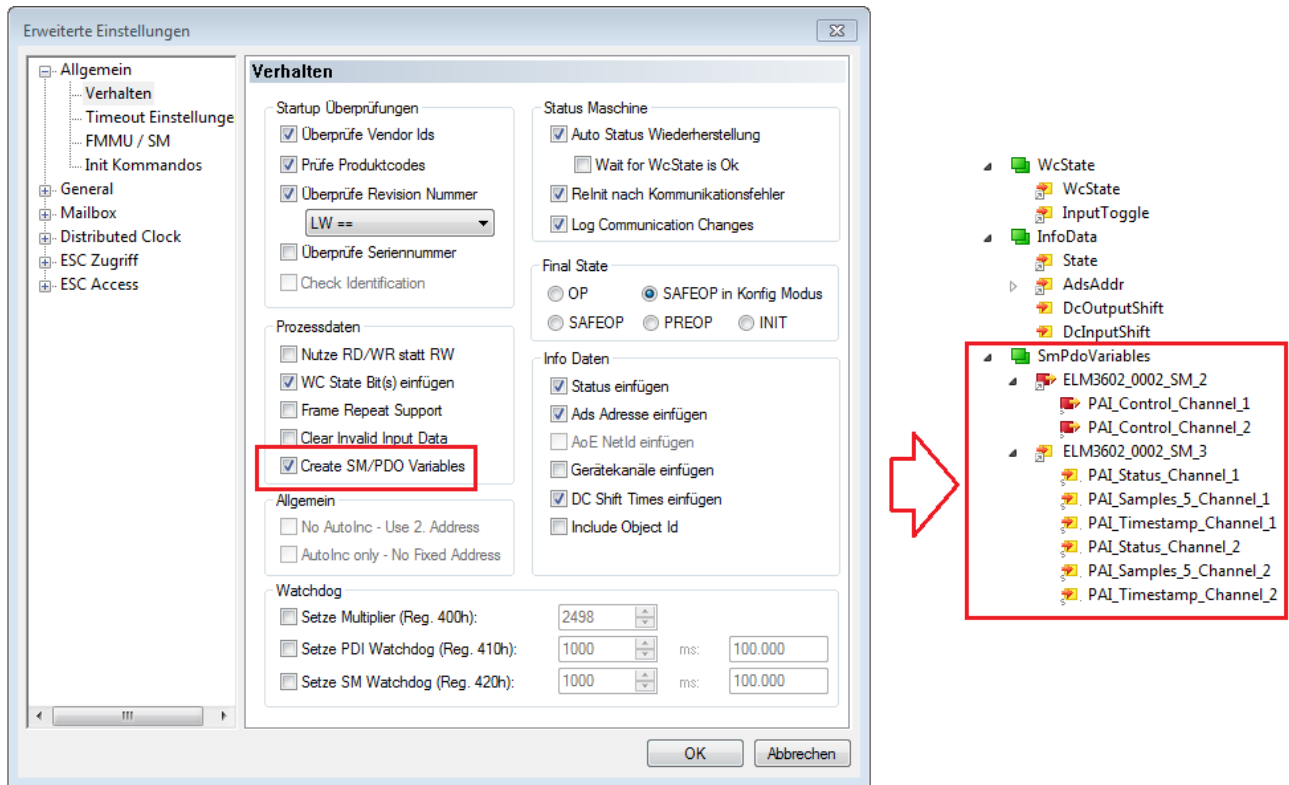 Erweiterte Einstellungen
Allgemein
Verhalten
Timeout Einstellunge
FMMU / SM
Init Kommandos
General
Mailbox
Distributed Clock
ESC Zugriff
ESC Access
Verhalten
Startup Überprüfungen
Überprüfe Vendor Ids
Prüfe Produktcodes
Überprüfe Revision Nummer
LW ==
Überprüfe Seriennummer
Check Identification
Prozessdaten
Nutze RD/WR statt RW
WC State Bit(s) einfügen
Frame Repeat Support
Clear Invalid Input Data
Create SM/PDO Variables
Allgemein
No AutoInc - Use 2. Address
AutoInc only - No Fixed Address
Status Maschine
Auto Status Wiederherstellung
Wait for WcState is Ok
ReInit nach Kommunikationsfehler
Log Communication Changes
Final State
OP SAFEOP in Konfig Modus
SAFEOP PREOP INIT
Info Daten
Status einfügen
Ads Adresse einfügen
AoE NetId einfügen
Gerätekanäle einfügen
DC Shift Times einfügen
Include Object Id
Watchdog
Setze Multiplier (Reg. 400h): 2498
Setze PDI Watchdog (Reg. 410h): 1000 ms: 100.000
Setze SM Watchdog (Reg. 420h): 1000 ms: 100.000
OK Abbrechen
WcState
WcState
InputToggle
InfoData
State
AdsAddr
DcOutputShift
DcInputShift
SmPdoVariables
ELM3602_0002_SM_2
PAI_Control_Channel_1
PAI_Control_Channel_2
ELM3602_0002_SM_3
PAI_Status_Channel_1
PAI_Samples_5_Channel_1
PAI_Timestamp_Channel_1
PAI_Status_Channel_2
PAI_Samples_5_Channel_2
PAI_Timestamp_Channel_2